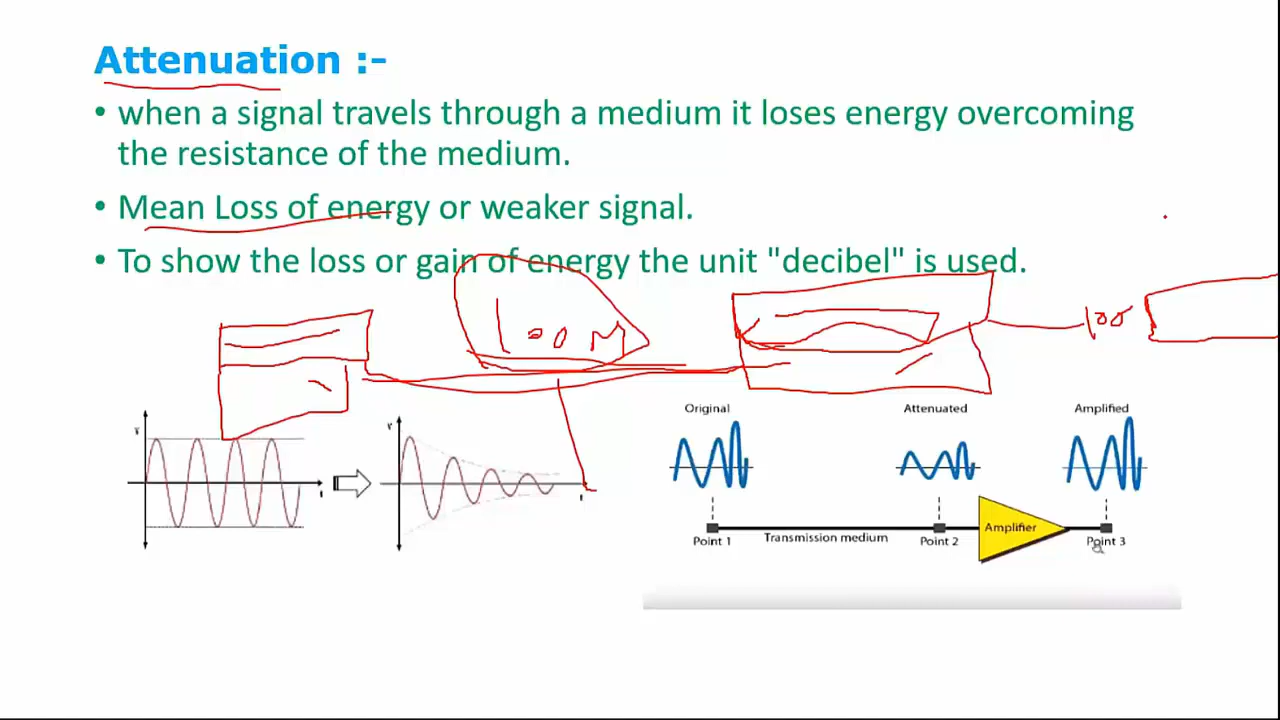 Attenuation :-
• when a signal travels through a medium it loses energy overcoming
the resistance of the medium.
• Mean Loss of energy or weaker signal.
• To show the loss or gain of energy the unit "decibel" is used.
100 M
100
v
t
v
t
Original
Attenuated
Amplified
Amplifier
Point 1
Transmission medium
Point 2
Point 3